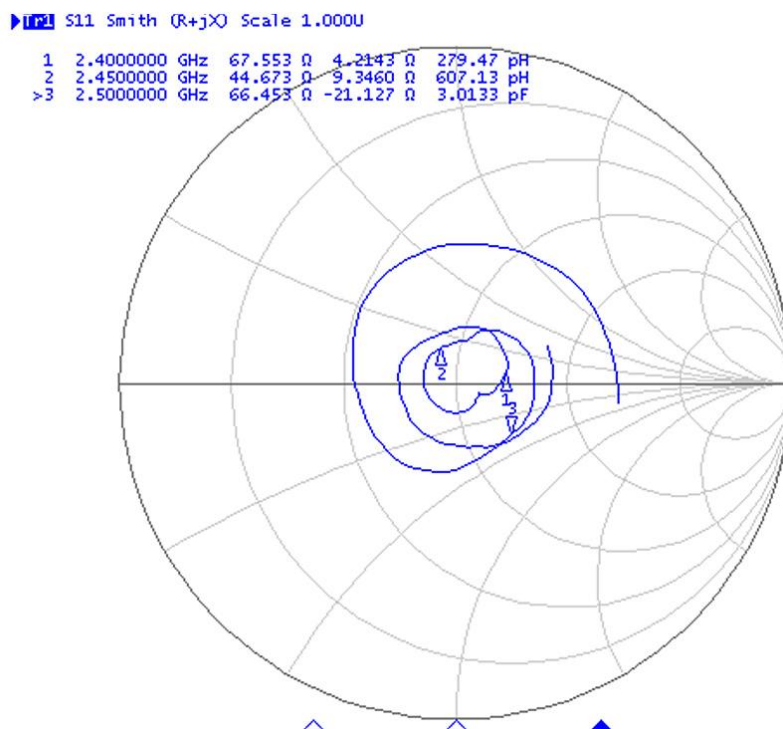 Tr1 S11 Smith (R+jX) Scale 1.000U
1 2.4000000 GHz 67.553 Ω 4.2143 Ω 279.47 pH
2 2.4500000 GHz 44.673 Ω 9.3460 Ω 607.13 pH
>3 2.5000000 GHz 66.453 Ω -21.127 Ω 3.0133 pF
2
1
3